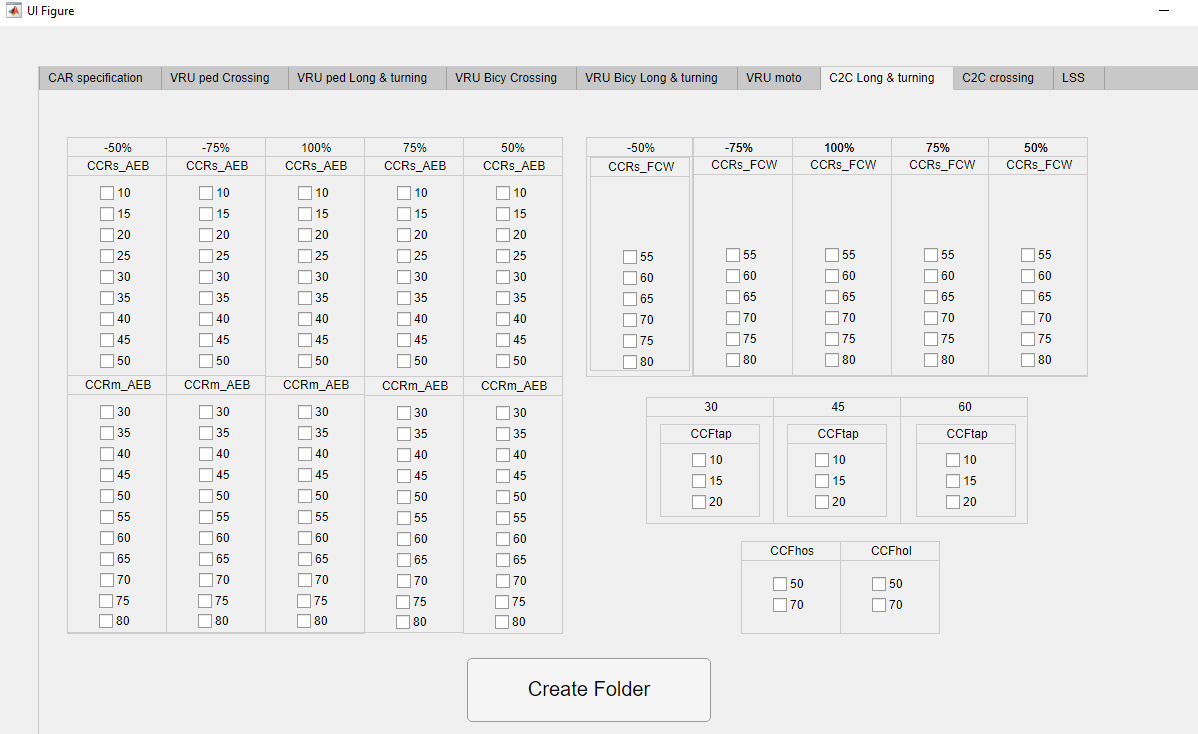 UI Figure
CAR specification VRU ped Crossing VRU ped Long & turning VRU Bicy Crossing VRU Bicy Long & turning VRU moto C2C Long & turning C2C crossing LSS
-50% -75% 100% 75% 50%
CCRs_AEB CCRs_AEB CCRs_AEB CCRs_AEB CCRs_AEB
10 10 10 10 10
15 15 15 15 15
20 20 20 20 20
25 25 25 25 25
30 30 30 30 30
35 35 35 35 35
40 40 40 40 40
45 45 45 45 45
50 50 50 50 50
CCRm_AEB CCRm_AEB CCRm_AEB CCRm_AEB CCRm_AEB
30 30 30 30 30
35 35 35 35 35
40 40 40 40 40
45 45 45 45 45
50 50 50 50 50
55 55 55 55 55
60 60 60 60 60
65 65 65 65 65
70 70 70 70 70
75 75 75 75 75
80 80 80 80 80
-50% -75% 100% 75% 50%
CCRs_FCW CCRs_FCW CCRs_FCW CCRs_FCW CCRs_FCW
55 55 55 55 55
60 60 60 60 60
65 65 65 65 65
70 70 70 70 70
75 75 75 75 75
80 80 80 80 80
30 45 60
CCFtap CCFtap CCFtap
10 10 10
15 15 15
20 20 20
CCFhos CCFhol
50 50
70 70
Create Folder